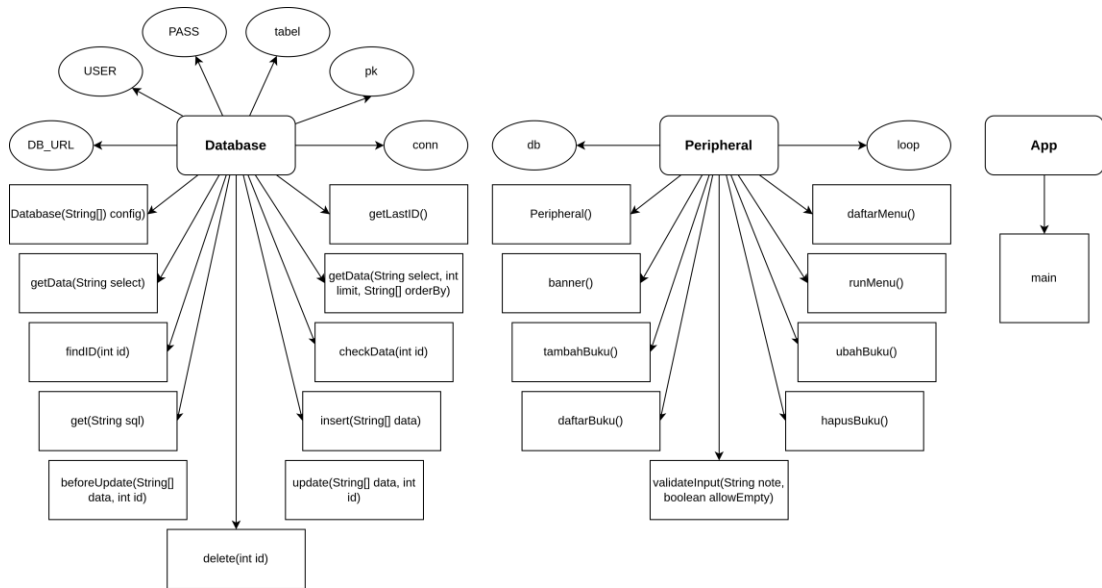 PASS
tabel
USER
pk
DB_URL
Database
conn
Database(String[]) config)
getLastID()
getData(String select)
getData(String select, int
limit, String[] orderBy)
findID(int id)
checkData(int id)
get(String sql)
insert(String[] data)
beforeUpdate(String[]
data, int id)
update(String[] data, int
id)
delete(int id)
db
Peripheral
loop
Peripheral()
daftarMenu()
banner()
runMenu()
tambahBuku()
ubahBuku()
daftarBuku()
hapusBuku()
validateInput(String note,
boolean allowEmpty)
App
main